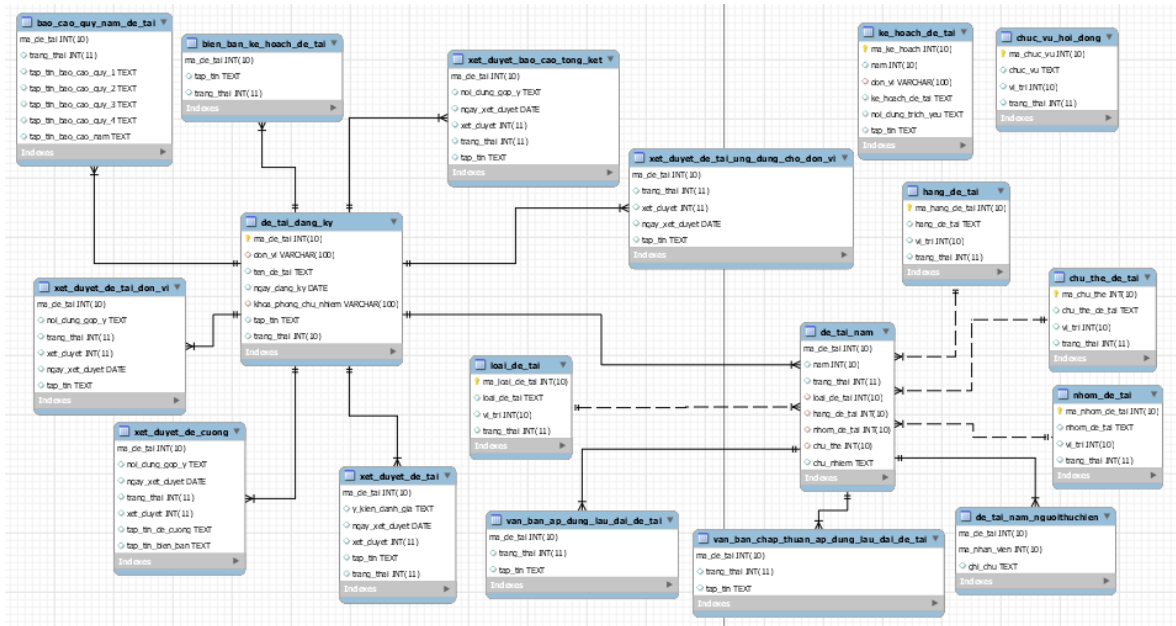 bao_cao_quy_nam_de_tai
ma_de_tai INT(10)
trang_thai INT(11)
tap_tin_bao_cao_quy_1 TEXT
tap_tin_bao_cao_quy_2 TEXT
tap_tin_bao_cao_quy_3 TEXT
tap_tin_bao_cao_quy_4 TEXT
tap_tin_bao_cao_nam TEXT
Indexes
bien_ban_ke_hoach_de_tai
ma_de_tai INT(10)
tap_tin TEXT
trang_thai INT(11)
Indexes
xet_duyet_bao_cao_tong_ket
ma_de_tai INT(10)
noi_dung_gop_y TEXT
ngay_xet_duyet DATE
xet_duyet INT(11)
trang_thai INT(11)
tap_tin TEXT
Indexes
ke_hoach_de_tai
ma_ke_hoach INT(10)
nam INT(10)
don_vi VARCHAR(100)
ke_hoach_de_tai TEXT
noi_dung_trich_yeu TEXT
tap_tin TEXT
Indexes
chuc_vu_hoi_dong
ma_chuc_vu INT(10)
chuc_vu TEXT
vi_tri INT(10)
trang_thai INT(11)
Indexes
xet_duyet_de_tai_ung_dung_cho_don_vi
ma_de_tai INT(10)
trang_thai INT(11)
xet_duyet INT(11)
ngay_xet_duyet DATE
tap_tin TEXT
Indexes
hang_de_tai
ma_hang_de_tai INT(10)
hang_de_tai TEXT
vi_tri INT(10)
trang_thai INT(11)
Indexes
de_tai_dang_ky
ma_de_tai INT(10)
don_vi VARCHAR(100)
ten_de_tai TEXT
ngay_dang_ky DATE
khoa_phong_chu_nhiem VARCHAR(100)
tap_tin TEXT
trang_thai INT(10)
Indexes
xet_duyet_de_tai_don_vi
ma_de_tai INT(10)
noi_dung_gop_y TEXT
trang_thai INT(11)
xet_duyet INT(11)
ngay_xet_duyet DATE
tap_tin TEXT
Indexes
chu_the_de_tai
ma_chu_the INT(10)
chu_the_de_tai TEXT
vi_tri INT(10)
trang_thai INT(11)
Indexes
de_tai_nam
ma_de_tai INT(10)
nam INT(10)
trang_thai INT(11)
loai_de_tai INT(10)
hang_de_tai INT(10)
nhom_de_tai INT(10)
chu_the INT(10)
chu_nhiem TEXT
Indexes
loai_de_tai
ma_loai_de_tai INT(10)
loai_de_tai TEXT
vi_tri INT(10)
trang_thai INT(11)
Indexes
nhom_de_tai
ma_nhom_de_tai INT(10)
nhom_de_tai TEXT
vi_tri INT(10)
trang_thai INT(11)
Indexes
xet_duyet_de_cuong
ma_de_tai INT(10)
noi_dung_gop_y TEXT
ngay_xet_duyet DATE
trang_thai INT(11)
xet_duyet INT(11)
tap_tin_de_cuong TEXT
tap_tin_bien_ban TEXT
Indexes
xet_duyet_de_tai
ma_de_tai INT(10)
y_kien_danh_gia TEXT
ngay_xet_duyet DATE
xet_duyet INT(11)
tap_tin TEXT
trang_thai INT(11)
Indexes
van_ban_ap_dung_lau_dai_de_tai
ma_de_tai INT(10)
trang_thai INT(11)
tap_tin TEXT
Indexes
van_ban_chap_thuan_ap_dung_lau_dai_de_tai
ma_de_tai INT(10)
trang_thai INT(11)
tap_tin TEXT
Indexes
de_tai_nam_nguoithuchien
ma_de_tai INT(10)
ma_nhan_vien INT(10)
ghi_chu TEXT
Indexes